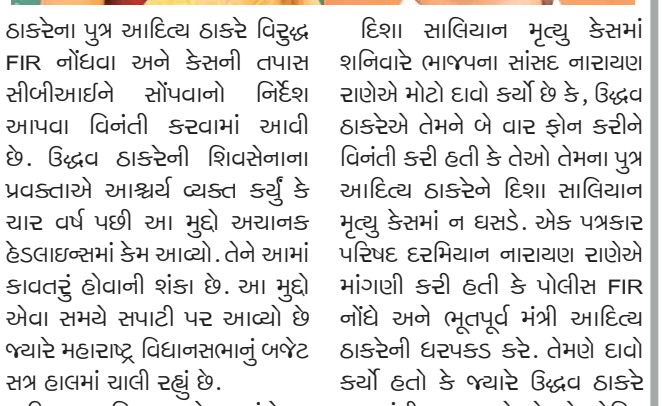 ઠાકરેના પુત્ર આદિત્ય ઠાકરે વિરુદ્ધ
FIR નોંધવા અને કેસની તપાસ
સીબીઆઈને સોંપવાનો નિર્દેશ
આપવા વિનંતી કરવામાં આવી
છે. ઉદ્ધવ ઠાકરેની શિવસેનાના
પ્રવક્તાએ આશ્ચર્ય વ્યક્ત કર્યું કે
ચાર વર્ષ પછી આ મુદ્દો અચાનક
હેડલાઇન્સમાં કેમ આવ્યો.તેને આમાં
કાવતરું હોવાની શંકા છે. આ મુદ્દો
એવા સમયે સપાટી પર આવ્યો છે
જ્યારે મહારાષ્ટ્ર વિધાનસભાનું બજેટ
સત્ર હાલમાં ચાલી રહ્યું છે.
દિશા સાલિયાન મૃત્યુ કેસમાં
શનિવારે ભાજપના સાંસદ નારાયણ
રાણેએ મોટો દાવો કર્યો છે કે, ઉદ્ધવ
ઠાકરેએ તેમને બે વાર ફોન કરીને
વિનંતી કરી હતી કે તેઓ તેમના પુત્ર
આદિત્ય ઠાકરેને દિશા સાલિયાન
મૃત્યુ કેસમાં ન ઘસડે. એક પત્રકાર
પરિષદ દરમિયાન નારાયણ રાણેએ
માંગણી કરી હતી કે પોલીસ FIR
નોંધે અને ભૂતપૂર્વ મંત્રી આદિત્ય
ઠાકરેની ધરપકડ કરે. તેમણે દાવો
કર્યો હતો કે જ્યારે ઉદ્ધવ ઠાકરે